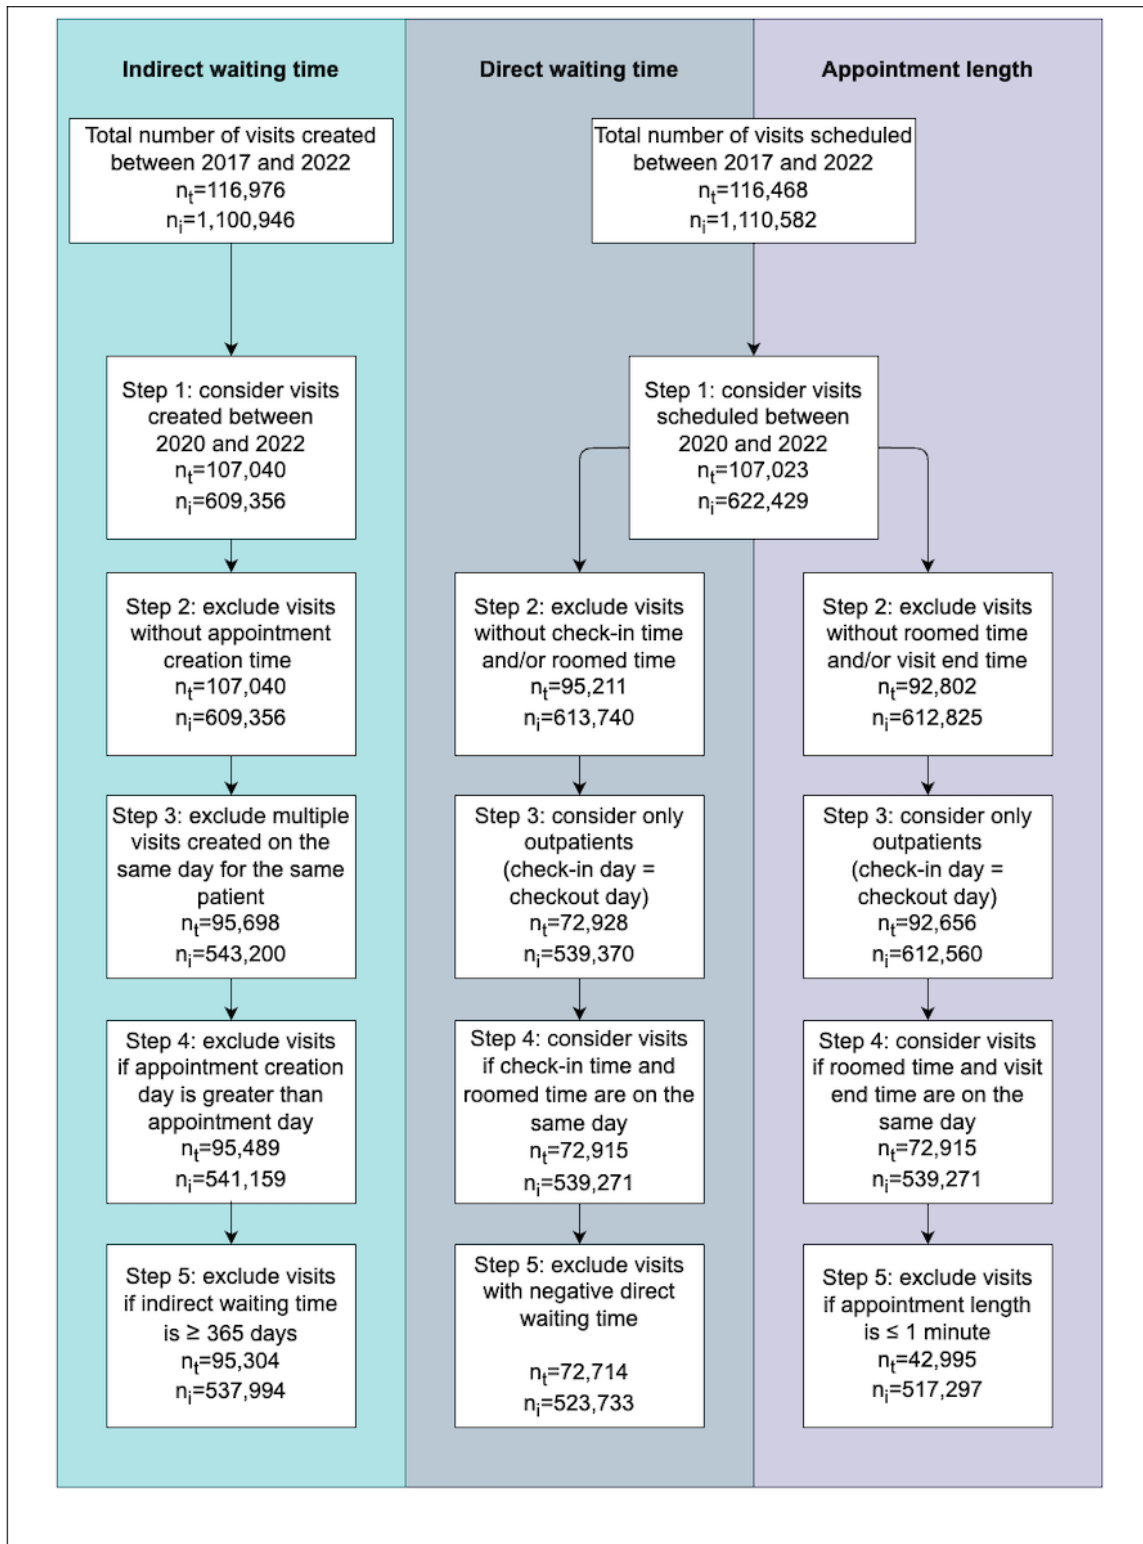 Indirect waiting time
Total number of visits created
between 2017 and 2022
nₜ=116,976
nᵢ=1,100,946
Step 1: consider visits
created between
2020 and 2022
nₜ=107,040
nᵢ=609,356
Step 2: exclude visits
without appointment
creation time
nₜ=107,040
nᵢ=609,356
Step 3: exclude multiple
visits created on the
same day for the same
patient
nₜ=95,698
nᵢ=543,200
Step 4: exclude visits
if appointment creation
day is greater than
appointment day
nₜ=95,489
nᵢ=541,159
Step 5: exclude visits
if indirect waiting time
is ≥ 365 days
nₜ=95,304
nᵢ=537,994
Direct waiting time
Appointment length
Total number of visits scheduled
between 2017 and 2022
nₜ=116,468
nᵢ=1,110,582
Step 1: consider visits
scheduled between
2020 and 2022
nₜ=107,023
nᵢ=622,429
Step 2: exclude visits
without check-in time
and/or roomed time
nₜ=95,211
nᵢ=613,740
Step 3: consider only
outpatients
(check-in day =
checkout day)
nₜ=72,928
nᵢ=539,370
Step 4: consider visits
if check-in time and
roomed time are on the
same day
nₜ=72,915
nᵢ=539,271
Step 5: exclude visits
with negative direct
waiting time
nₜ=72,714
nᵢ=523,733
Step 2: exclude visits
without roomed time
and/or visit end time
nₜ=92,802
nᵢ=612,825
Step 3: consider only
outpatients
(check-in day =
checkout day)
nₜ=92,656
nᵢ=612,560
Step 4: consider visits
if roomed time and visit
end time are on the
same day
nₜ=72,915
nᵢ=539,271
Step 5: exclude visits
if appointment length
is ≤ 1 minute
nₜ=42,995
nᵢ=517,297